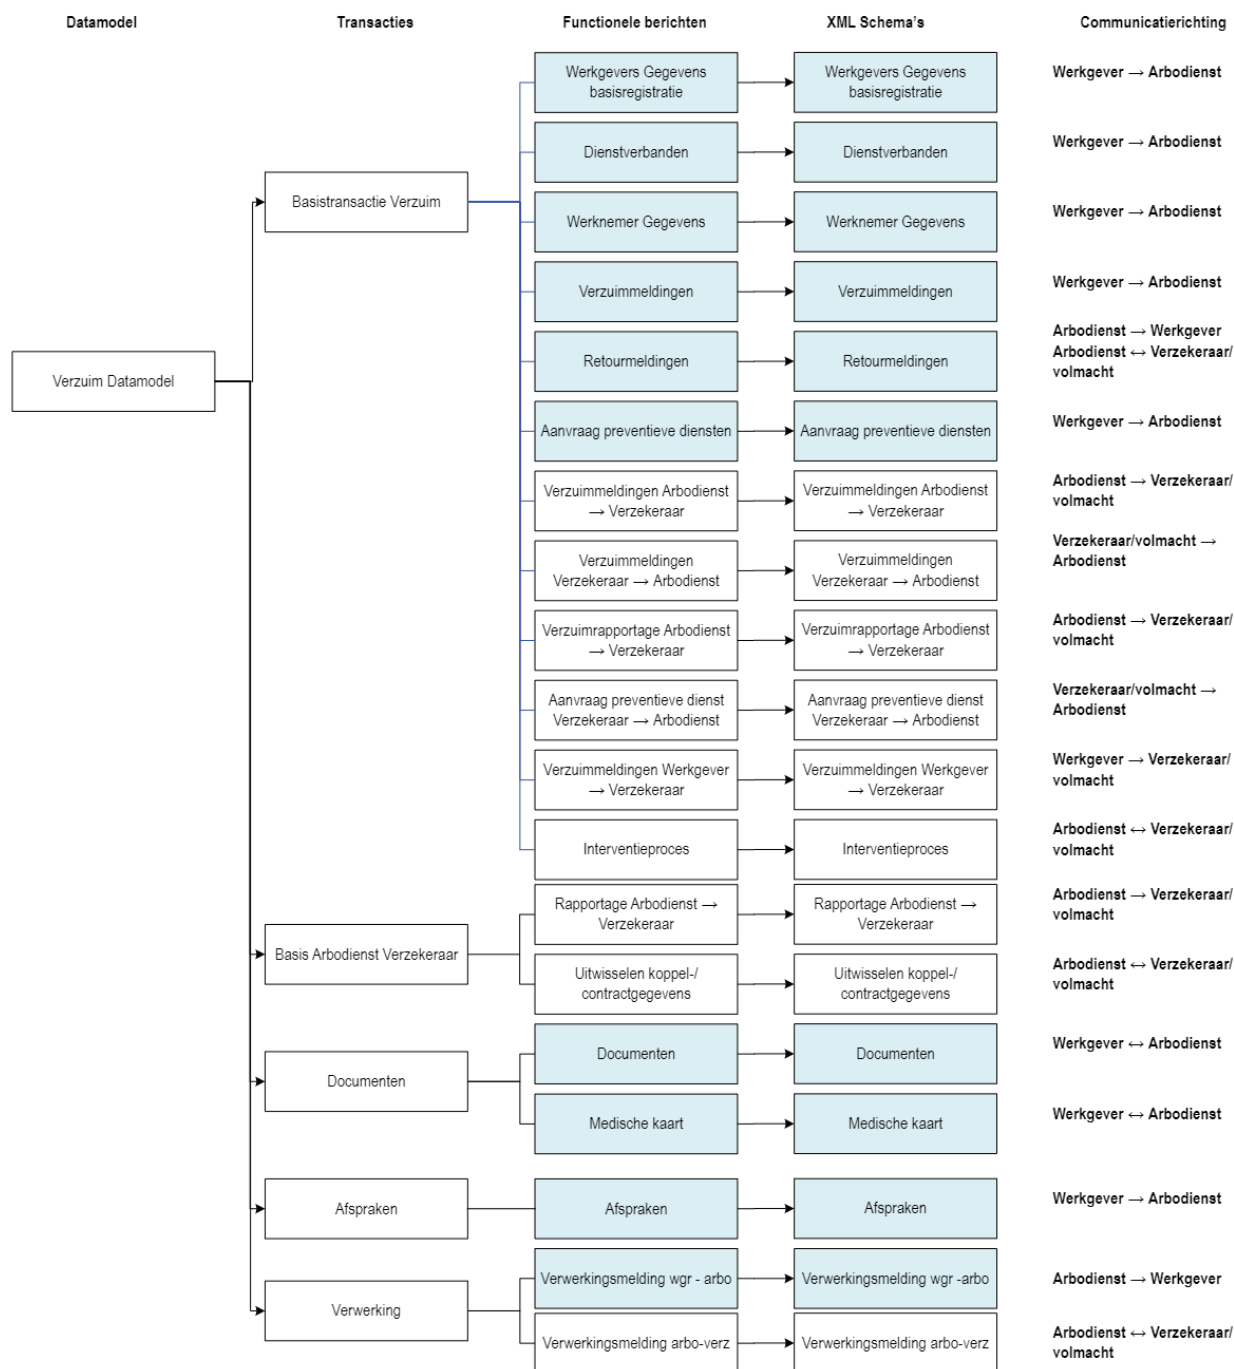 Datamodel
Transacties
Functionele berichten
XML Schema's
Communicatierichting
Werkgevers Gegevens
basisregistratie
Werkgevers Gegevens
basisregistratie
Werkgever → Arbodienst
Dienstverbanden
Dienstverbanden
Werkgever → Arbodienst
Basistransactie Verzuim
Werknemer Gegevens
Werknemer Gegevens
Werkgever → Arbodienst
Verzuimmeldingen
Verzuimmeldingen
Werkgever → Arbodienst
Verzuim Datamodel
Retourmeldingen
Retourmeldingen
Arbodienst → Werkgever
Arbodienst ↔ Verzekeraar/
volmacht
Aanvraag preventieve diensten
Aanvraag preventieve diensten
Werkgever → Arbodienst
Verzuimmeldingen Arbodienst
→ Verzekeraar
Verzuimmeldingen Arbodienst
→ Verzekeraar
Arbodienst → Verzekeraar/
volmacht
Verzuimmeldingen
Verzekeraar → Arbodienst
Verzuimmeldingen
Verzekeraar → Arbodienst
Verzekeraar/volmacht →
Arbodienst
Verzuimrapportage Arbodienst
→ Verzekeraar
Verzuimrapportage Arbodienst
→ Verzekeraar
Arbodienst → Verzekeraar/
volmacht
Aanvraag preventieve dienst
Verzekeraar → Arbodienst
Aanvraag preventieve dienst
Verzekeraar → Arbodienst
Verzekeraar/volmacht →
Arbodienst
Verzuimmeldingen Werkgever
→ Verzekeraar
Verzuimmeldingen Werkgever
→ Verzekeraar
Werkgever → Verzekeraar/
volmacht
Interventieproces
Interventieproces
Arbodienst ↔ Verzekeraar/
volmacht
Basis Arbodienst Verzekeraar
Rapportage Arbodienst →
Verzekeraar
Rapportage Arbodienst →
Verzekeraar
Arbodienst → Verzekeraar/
volmacht
Uitwisselen koppel-/
contractgegevens
Uitwisselen koppel-/
contractgegevens
Arbodienst ↔ Verzekeraar/
volmacht
Documenten
Documenten
Documenten
Werkgever ↔ Arbodienst
Medische kaart
Medische kaart
Werkgever ↔ Arbodienst
Afspraken
Afspraken
Afspraken
Werkgever → Arbodienst
Verwerking
Verwerkingsmelding wgr - arbo
Verwerkingsmelding wgr -arbo
Arbodienst → Werkgever
Verwerkingsmelding arbo-verz
Verwerkingsmelding arbo-verz
Arbodienst ↔ Verzekeraar/
volmacht